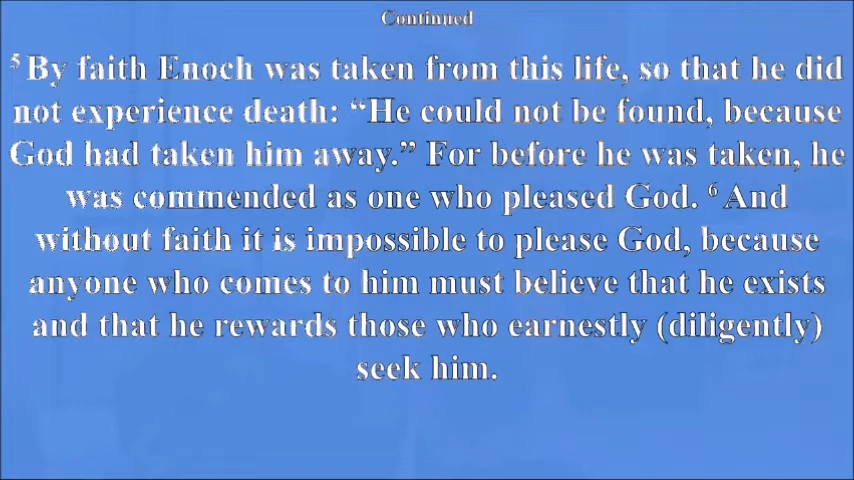 Continued
⁵ By faith Enoch was taken from this life, so that he did
not experience death: “He could not be found, because
God had taken him away.” For before he was taken, he
was commended as one who pleased God. ⁶ And
without faith it is impossible to please God, because
anyone who comes to him must believe that he exists
and that he rewards those who earnestly (diligently)
seek him.